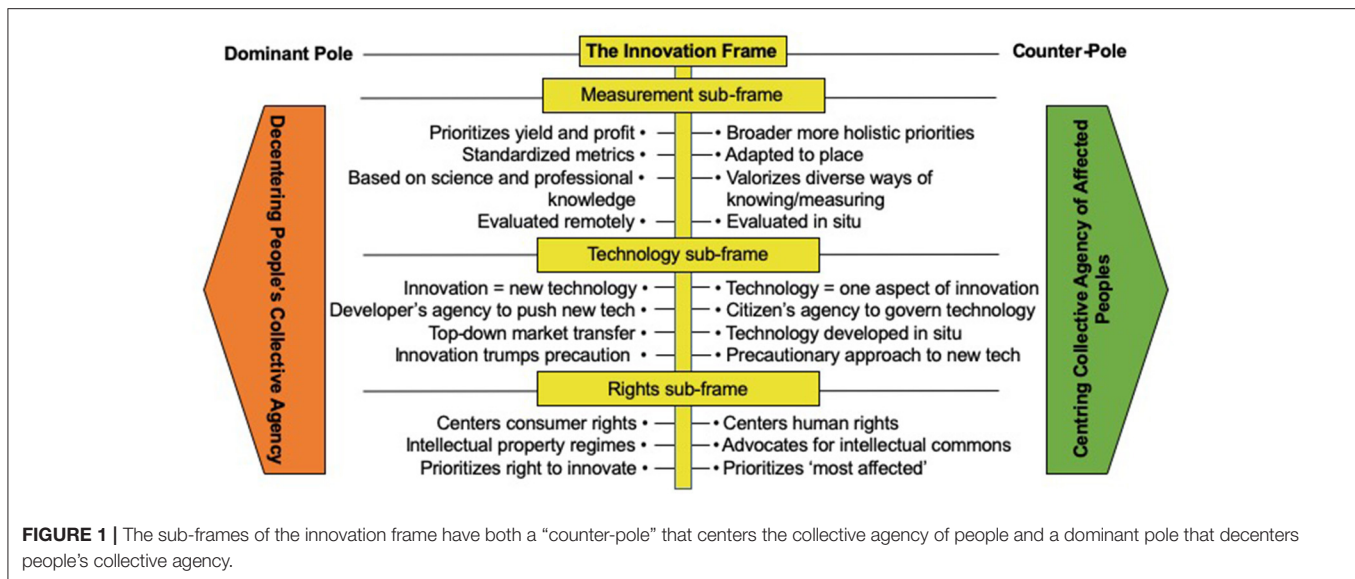 Dominant Pole
The Innovation Frame
Counter-Pole
Decentering People's Collective Agency
Measurement sub-frame
Prioritizes yield and profit •
• Broader more holistic priorities
Standardized metrics •
• Adapted to place
Based on science and professional •
knowledge
• Valorizes diverse ways of
knowing/measuring
Evaluated remotely •
• Evaluated in situ
Technology sub-frame
Innovation = new technology •
• Technology = one aspect of innovation
Developer's agency to push new tech •
• Citizen's agency to govern technology
Top-down market transfer •
• Technology developed in situ
Innovation trumps precaution •
• Precautionary approach to new tech
Rights sub-frame
Centers consumer rights •
• Centers human rights
Intellectual property regimes •
• Advocates for intellectual commons
Prioritizes right to innovate •
• Prioritizes ‘most affected’
Centring Collective Agency of Affected
Peoples
FIGURE 1 | The sub-frames of the innovation frame have both a “counter-pole” that centers the collective agency of people and a dominant pole that decenters
people’s collective agency.